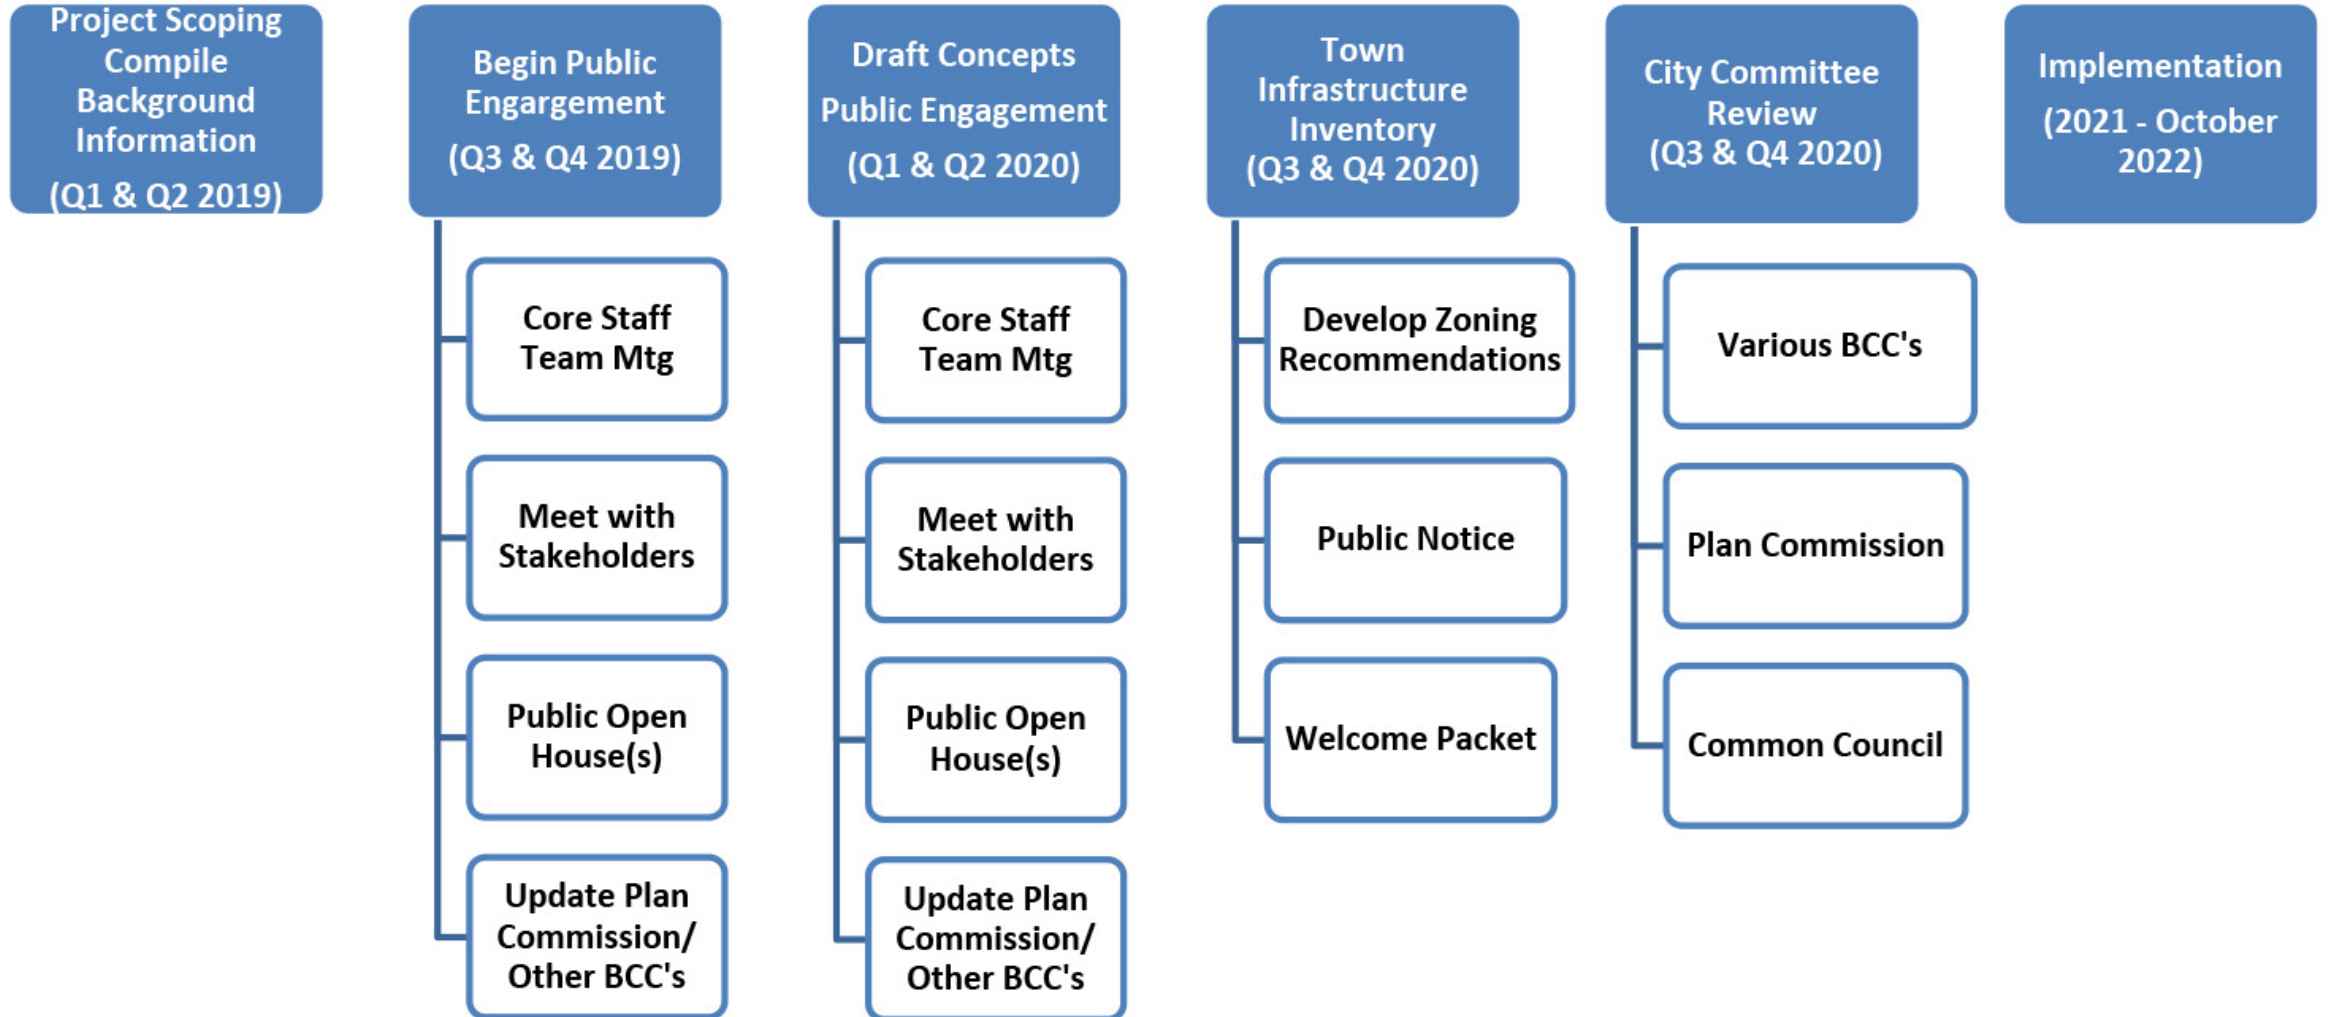 Project Scoping
Compile
Background
Information
(Q1 & Q2 2019)
Begin Public
Engargement
(Q3 & Q4 2019)
Core Staff
Team Mtg
Meet with
Stakeholders
Public Open
House(s)
Update Plan
Commission/
Other BCC's
Draft Concepts
Public Engagement
(Q1 & Q2 2020)
Core Staff
Team Mtg
Meet with
Stakeholders
Public Open
House(s)
Update Plan
Commission/
Other BCC's
Town
Infrastructure
Inventory
(Q3 & Q4 2020)
Develop Zoning
Recommendations
Public Notice
Welcome Packet
City Committee
Review
(Q3 & Q4 2020)
Various BCC's
Plan Commission
Common Council
Implementation
(2021 - October
2022)